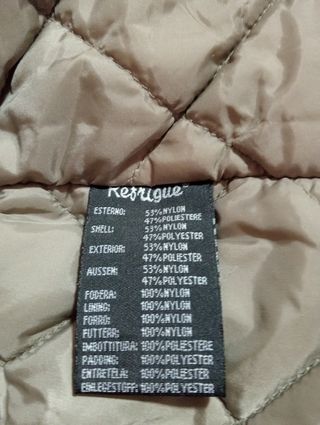 Refrigue
ESTERNO: 53%NYLON
47%POLIESTERE
SHELL: 53%NYLON
47%POLYESTER
EXTERIOR: 53%NYLON
47%POLIESTER
AUSSEN: 53%NYLON
47%POLYESTER
FODERA: 100%NYLON
LINING: 100%NYLON
FORRO: 100%NYLON
FUTTER: 100%NYLON
IMBOTTITURA: 100%POLIESTERE
PADDING: 100%POLYESTER
ENTRETELA: 100%POLIESTER
EINLEGESTOFF: 100%POLYESTER